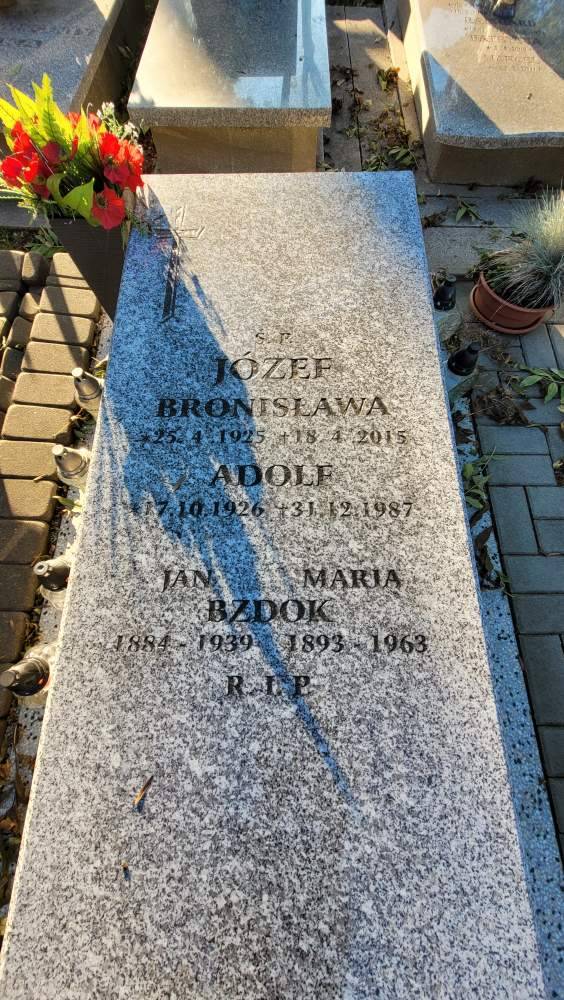 Ś. P.
JÓZEF
BRONISŁAWA
*25. 4. 1925 +18. 4. 2015
ADOLF
*17.10.1926 +31.12.1987
JAN MARIA
BZDOK
1884 - 1939 1893 - 1963
R. I. P.